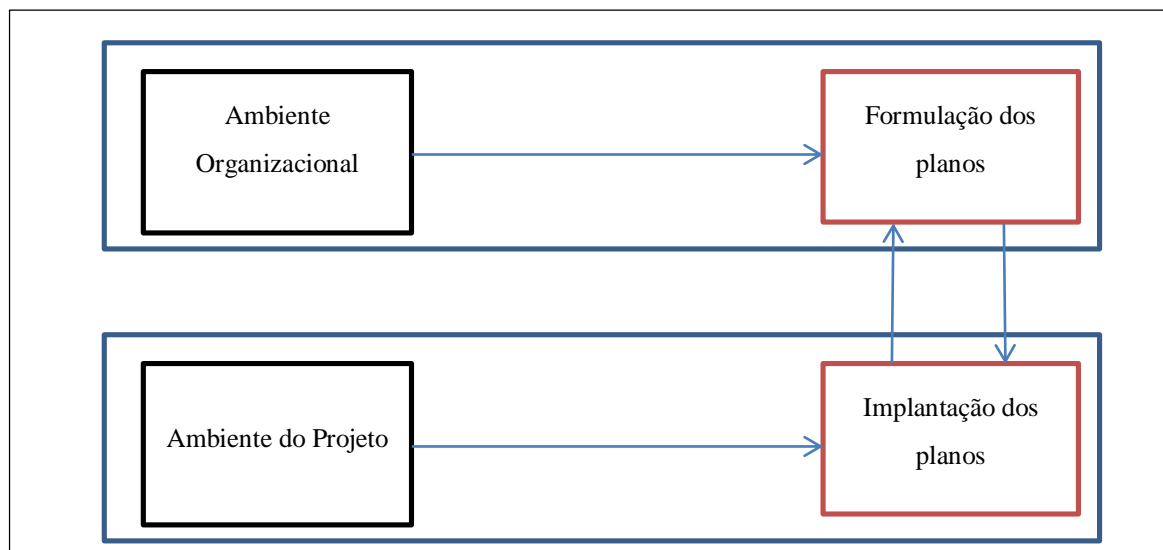 Ambiente
Organizacional
Formulação dos
planos
Ambiente do Projeto
Implantação dos
planos